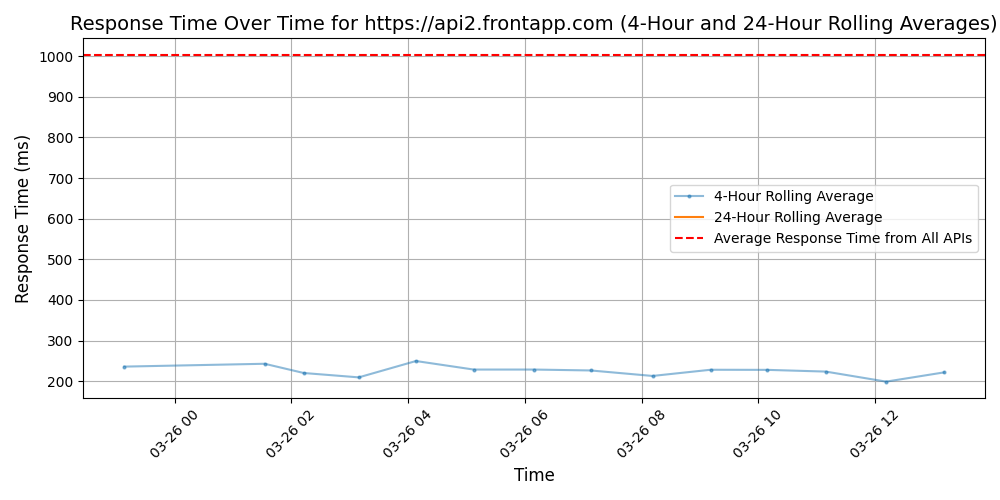 Response Time Over Time for https://api2.frontapp.com (4-Hour and 24-Hour Rolling Averages)
Response Time (ms)
1000
900
800
700
600
500
400
300
200
4-Hour Rolling Average
24-Hour Rolling Average
Average Response Time from All APIs
03-26 00
03-26 02
03-26 04
03-26 06
03-26 08
03-26 10
03-26 12
Time